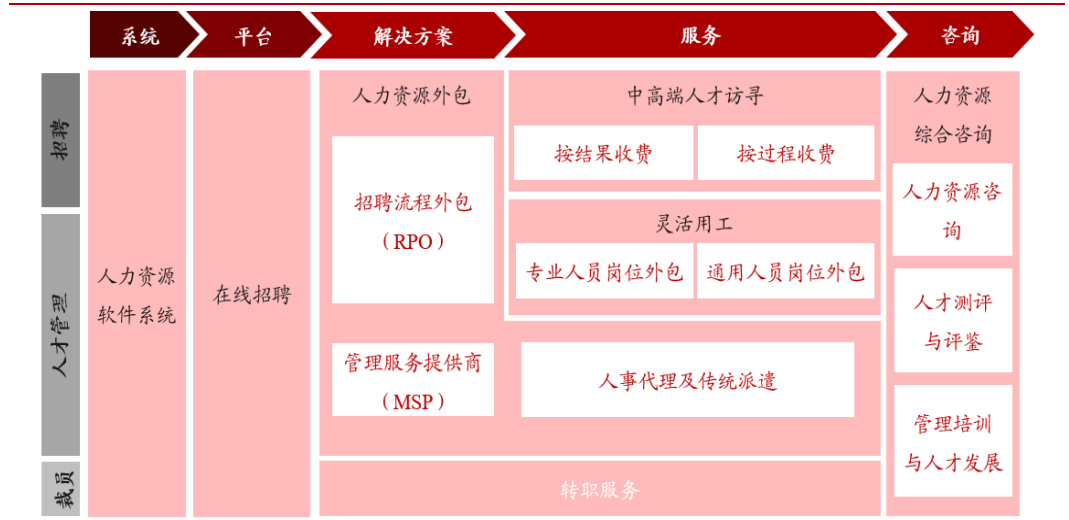 系统
平台
解决方案
服务
咨询
招聘
人才管理
裁员
人力资源
软件系统
在线招聘
人力资源外包
招聘流程外包
（RPO）
管理服务提供商
（MSP）
中高端人才访寻
按结果收费
按过程收费
灵活用工
专业人员岗位外包
通用人员岗位外包
人事代理及传统派遣
转职服务
人力资源
综合咨询
人力资源咨
询
人才测评
与评鉴
管理培训
与人才发展